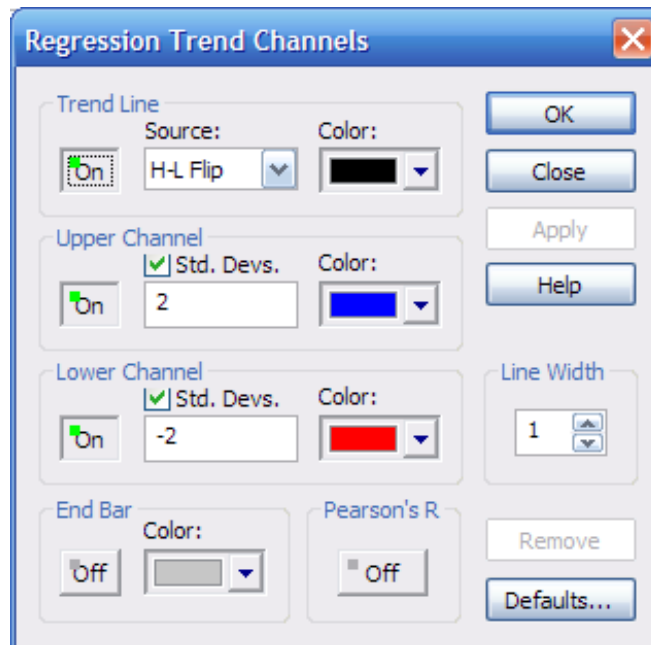 Regression Trend Channels
Trend Line
Source:
Color:
On
H-L Flip
OK
Close
Upper Channel
Std. Devs.
Color:
On
2
Apply
Help
Lower Channel
Std. Devs.
Color:
On
-2
Line Width
1
End Bar
Color:
Off
Pearson's R
Off
Remove
Defaults...